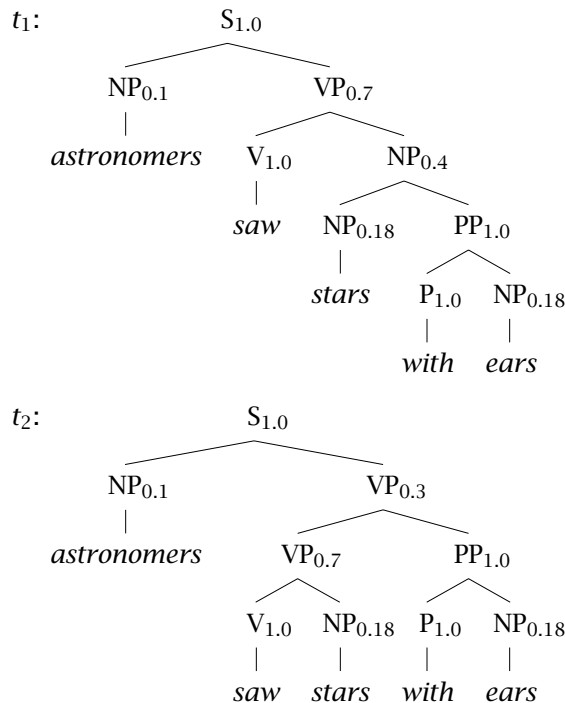 t₁: S₁.₀
NP₀.₁ VP₀.₇
astronomers V₁.₀ NP₀.₄
saw NP₀.₁₈ PP₁.₀
stars P₁.₀ NP₀.₁₈
with ears
t₂: S₁.₀
NP₀.₁ VP₀.₃
astronomers VP₀.₇ PP₁.₀
V₁.₀ NP₀.₁₈ P₁.₀ NP₀.₁₈
saw stars with ears